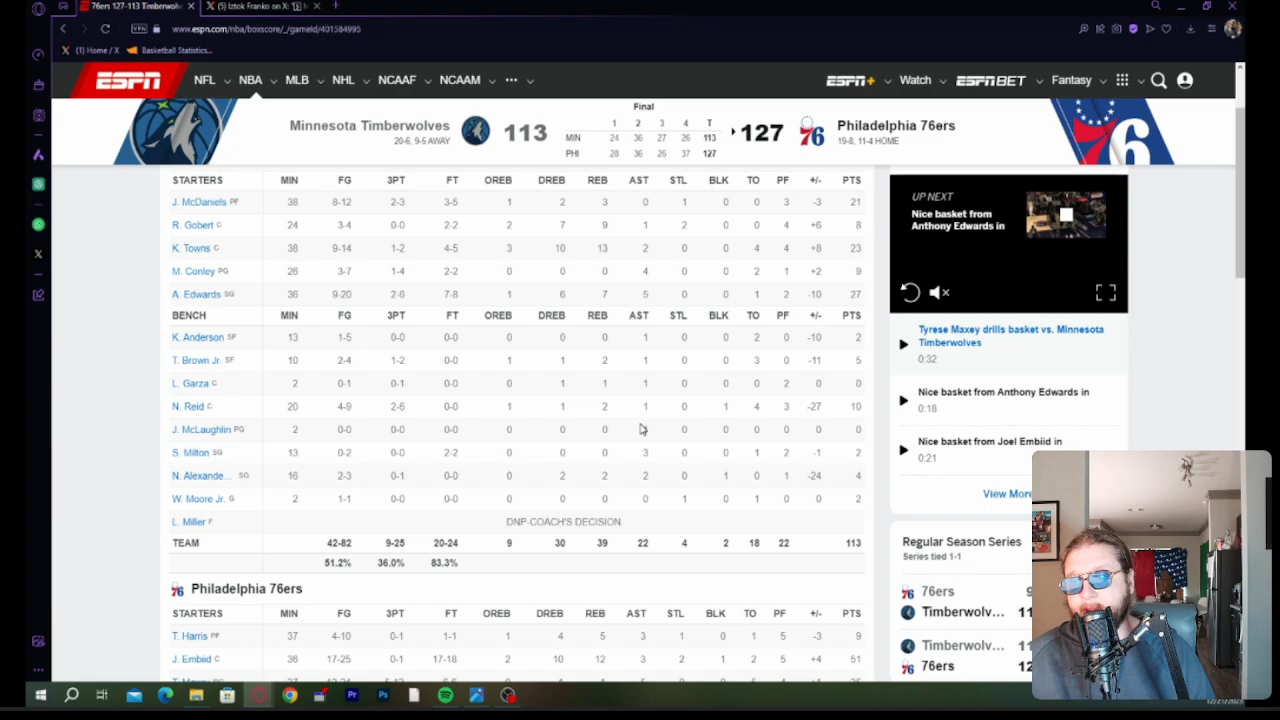 76ers 127-113 Timberwol
(5) Iztok Franko on X:
VPN www.espn.com/nba/boxscore/_/gameId/401584995
(1) Home / X Basketball Statistics...
ESPN NFL NBA MLB NHL NCAAF NCAAM ESPN+ Watch ESPN BET Fantasy
Final
Minnesota Timberwolves 113 127 Philadelphia 76ers
20-6, 9-5 AWAY 19-8, 11-4 HOME
1 2 3 4 T
MIN 24 36 27 26 113
PHI 28 36 26 37 127
STARTERS MIN FG 3PT FT OREB DREB REB AST STL BLK TO PF +/- PTS
J. McDaniels PF 38 8-12 2-3 3-5 1 2 3 0 1 0 0 3 -3 21
R. Gobert C 24 3-4 0-0 2-2 2 7 9 1 2 0 0 4 +6 8
K. Towns C 38 9-14 1-2 4-5 3 10 13 2 0 0 4 4 +8 23
M. Conley PG 26 3-7 1-4 2-2 0 0 0 4 0 0 2 1 +2 9
A. Edwards SG 36 9-20 2-6 7-8 1 6 7 5 0 0 1 2 -10 27
BENCH MIN FG 3PT FT OREB DREB REB AST STL BLK TO PF +/- PTS
K. Anderson SF 13 1-5 0-0 0-0 0 0 0 1 0 0 2 0 -10 2
T. Brown Jr. SF 10 2-4 1-2 0-0 1 1 2 1 0 0 3 0 -11 5
L. Garza C 2 0-1 0-1 0-0 0 1 1 1 0 0 0 2 0 0
N. Reid C 20 4-9 2-6 0-0 1 1 2 1 0 1 4 3 -27 10
J. McLaughlin PG 2 0-0 0-0 0-0 0 0 0 0 0 0 0 0 0 0
S. Milton SG 13 0-2 0-0 2-2 0 0 0 3 0 0 1 2 -1 2
N. Alexande... SG 16 2-3 0-1 0-0 0 2 2 2 0 1 0 1 -24 4
W. Moore Jr. G 2 1-1 0-0 0-0 0 0 0 0 1 0 1 0 0 2
L. Miller F DNP-COACH'S DECISION
TEAM 42-82 9-25 20-24 9 30 39 22 4 2 18 22 113
51.2% 36.0% 83.3%
Philadelphia 76ers
STARTERS MIN FG 3PT FT OREB DREB REB AST STL BLK TO PF +/- PTS
T. Harris PF 37 4-10 0-1 1-1 1 4 5 3 1 0 1 5 -3 9
J. Embiid C 36 17-25 0-1 17-18 2 10 12 3 2 1 2 5 +4 51
UP NEXT
Nice basket from
Anthony Edwards in
Tyrese Maxey drills basket vs. Minnesota
Timberwolves
0:32
Nice basket from Anthony Edwards in
0:18
Nice basket from Joel Embiid in
0:21
View More
Regular Season Series
Series tied 1-1
76ers
Timberwolv... 11
Timberwolv... 11
76ers 12